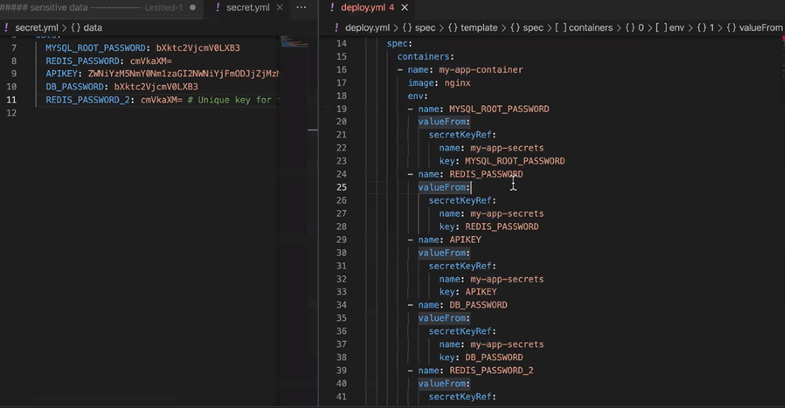 ##### sensitive data ------------- Untitled-1 ●
! secret.yml ×
...
! deploy.yml 4 ×
! secret.yml > {} data
! deploy.yml > {} spec > {} template > {} spec > [ ] containers > {} 0 > [ ] env > {} 1 > {} valueFrom
7 MYSQL_ROOT_PASSWORD: bXktc2VjcmV0LXB3
8 REDIS_PASSWORD: cmVkaXM=
9 APIKEY:
10 DB_PASSWORD: bXktc2VjcmV0LXB3
11 REDIS_PASSWORD_2: cmVkaXM= # Unique key for
12
14 spec:
15 containers:
16 - name: my-app-container
17 image: nginx
18 env:
19 - name: MYSQL_ROOT_PASSWORD
20 valueFrom:
21 secretKeyRef:
22 name: my-app-secrets
23 key: MYSQL_ROOT_PASSWORD
24 - name: REDIS_PASSWORD
25 valueFrom:
26 secretKeyRef:
27 name: my-app-secrets
28 key: REDIS_PASSWORD
29 - name: APIKEY
30 valueFrom:
31 secretKeyRef:
32 name: my-app-secrets
33 key: APIKEY
34 - name: DB_PASSWORD
35 valueFrom:
36 secretKeyRef:
37 name: my-app-secrets
38 key: DB_PASSWORD
39 - name: REDIS_PASSWORD_2
40 valueFrom:
41 secretKeyRef: